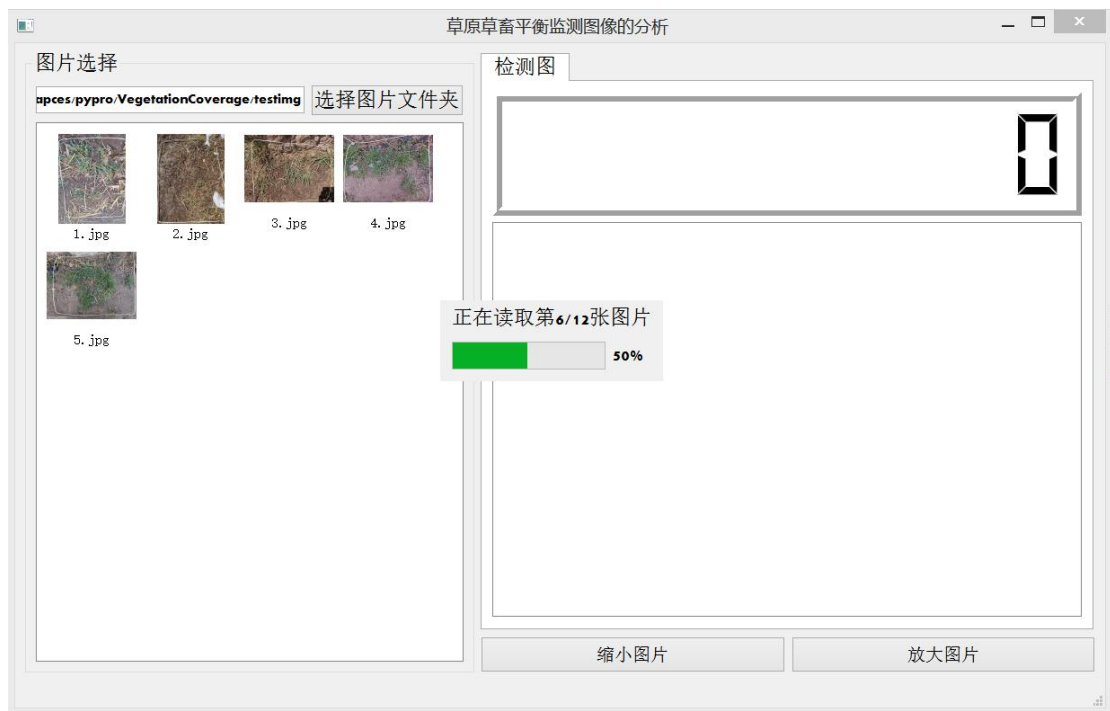 草原草畜平衡监测图像的分析
图片选择
apces/pypro/VegetationCoverage/testimg
选择图片文件夹
1.jpg
2.jpg
3.jpg
4.jpg
5.jpg
检测图
0
正在读取第6/12张图片
50%
缩小图片
放大图片